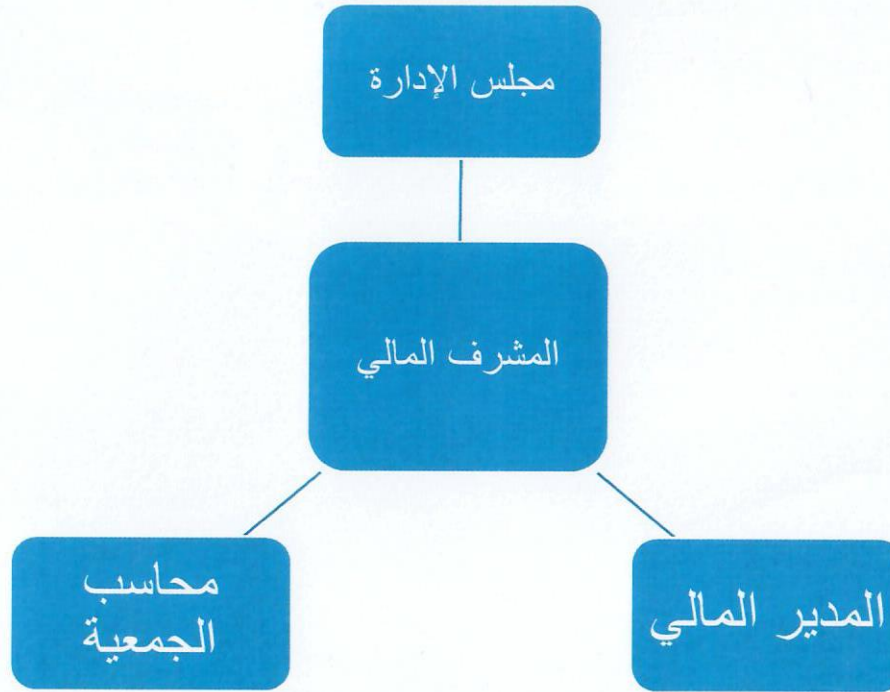 مجلس الإدارة
المشرف المالي
المدير المالي
محاسب
الجمعية